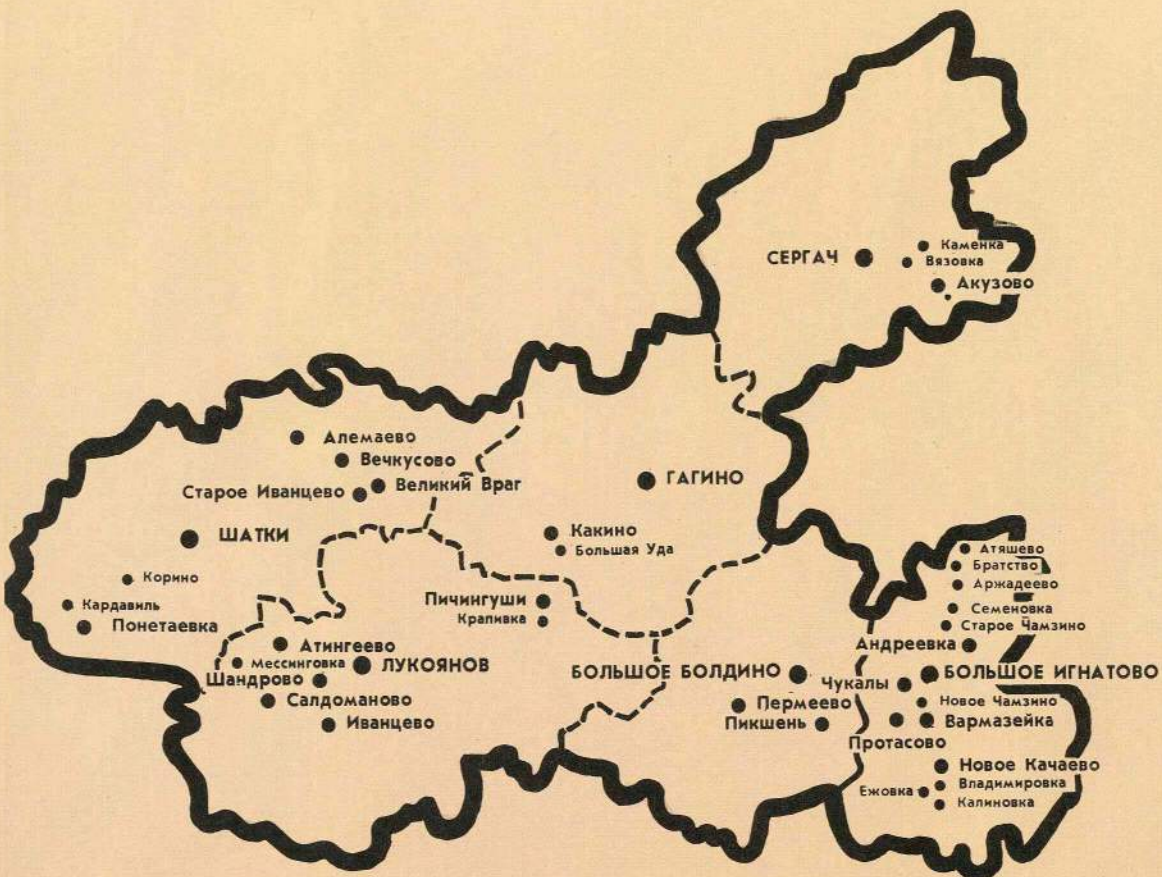 СЕРГАЧ
Каменка
Вязовка
Акузово
Алемаево
Вечкусово
Великий Враг
Старое Иванцево
ГАГИНО
ШАТКИ
Какино
Большая Уда
Корино
Кардавиль
Понетаевка
Пичингуши
Крапивка
Атингеево
Мессинговка
ЛУКОЯНОВ
Шандрово
Салдоманово
Иванцево
БОЛЬШОЕ БОЛДИНО
Пермеево
Пикшень
Атяшево
Братство
Аржадеево
Семеновка
Старое Чамзино
Андреевка
БОЛЬШОЕ ИГНАТОВО
Чукалы
Новое Чамзино
Вармазейка
Протасово
Новое Качаево
Владимировка
Ежовка
Калиновка